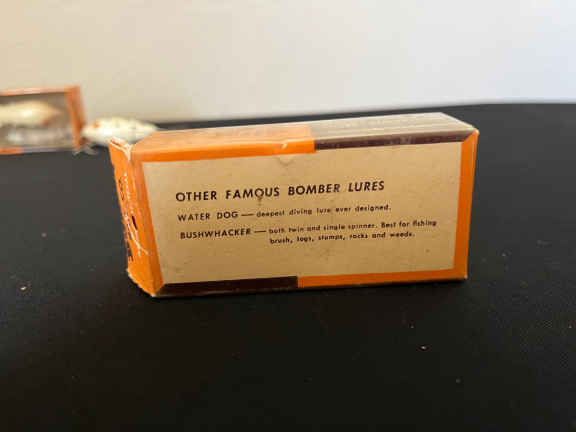 OTHER FAMOUS BOMBER LURES
WATER DOG — deepest diving lure ever designed.
BUSHWHACKER — both twin and single spinner. Best for fishing
brush, logs, stumps, rocks and weeds.